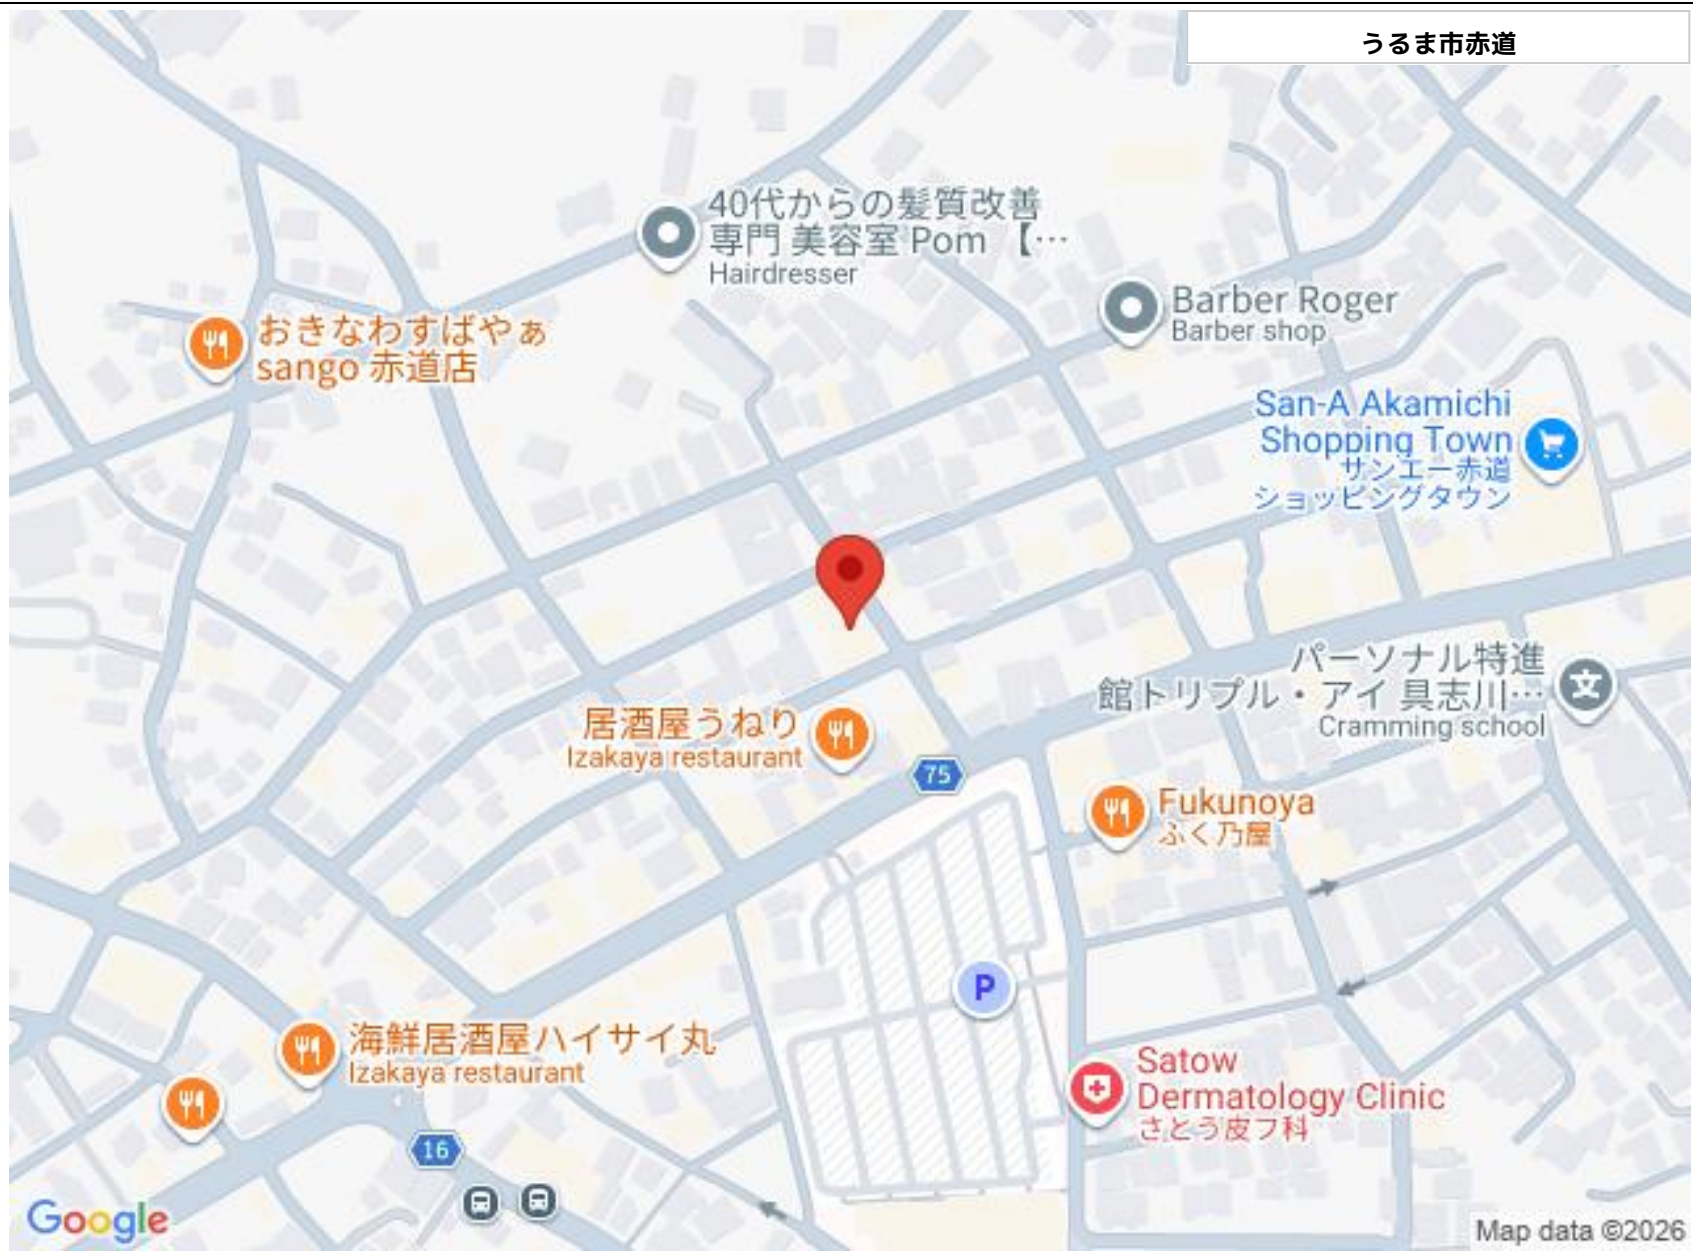 うるま市赤道
40代からの髪質改善
専門 美容室 Pom 【…
Hairdresser
Barber Roger
Barber shop
おきなわすばやぁ
sango 赤道店
San-A Akamichi
Shopping Town
サンエー赤道
ショッピングタウン
パーソナル特進
館トリプル・アイ 具志川…
Cramming school
居酒屋うねり
Izakaya restaurant
75
Fukunoya
ふく乃屋
P
海鮮居酒屋ハイサイ丸
Izakaya restaurant
Satow
Dermatology Clinic
さとう皮フ科
16
Google
Map data ©2026